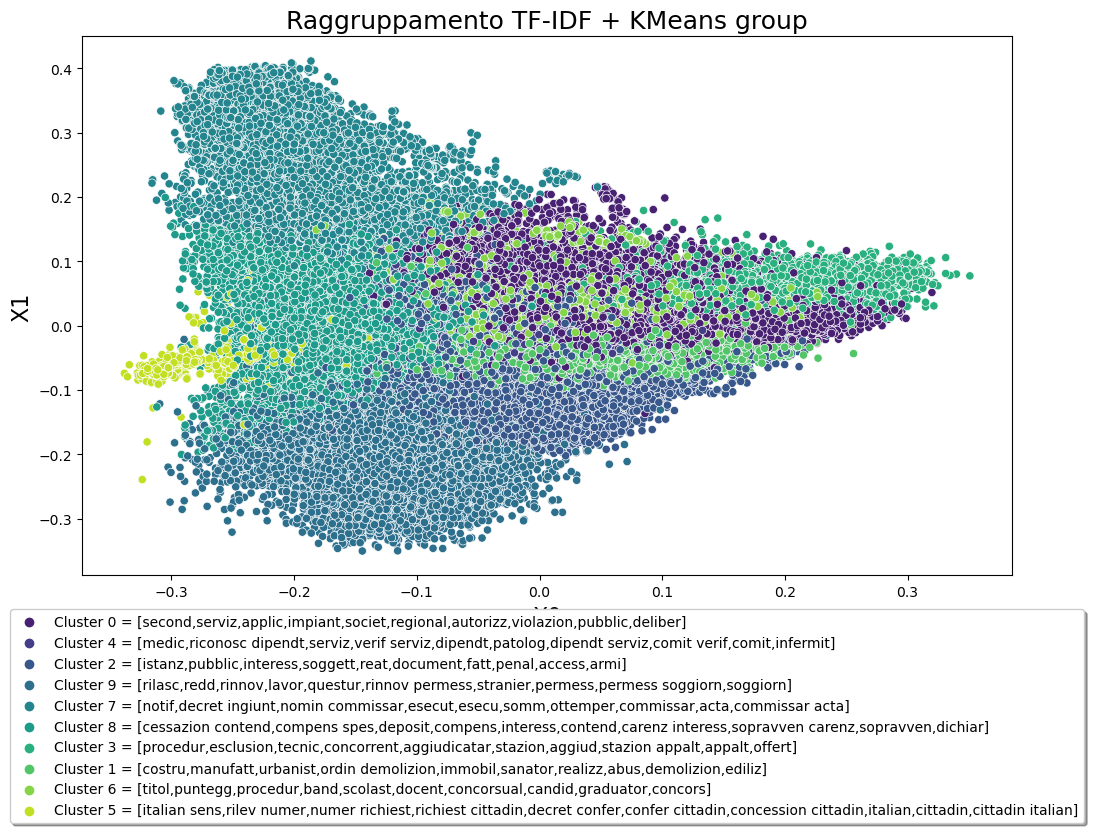 Raggruppamento TF-IDF + KMeans group
X1
0.4
0.3
0.2
0.1
0.0
−0.1
−0.2
−0.3
−0.3 −0.2 −0.1 0.0 0.1 0.2 0.3
Cluster 0 = [second,serviz,applic,impiant,societ,regional,autorizz,violazion,pubblic,deliber]
Cluster 4 = [medic,riconosc dipendt,serviz,verif serviz,dipendt,patolog,dipendt serviz,comit verif,comit,infermit]
Cluster 2 = [istanz,pubblic,interess,soggett,reat,document,fatt,penal,access,armi]
Cluster 9 = [rilasc,redd,rinnov,lavor,questur,rinnov permess,stranier,permess,permess soggiorn,soggiorn]
Cluster 7 = [notif,decret ingiunt,nomin commissar,esecut,esecu,somm,ottemper,commissar,acta,commissar acta]
Cluster 8 = [cessazion contend,compens spes,deposit,compens,interess,contend,carenz interess,sopravven carenz,sopravven,dichiar]
Cluster 3 = [procedur,esclusion,tecnic,concorrent,aggiudicatar,stazion,aggiud,stazion appalt,appalt,offert]
Cluster 1 = [costru,manufatt,urbanist,ordin demolizion,immobil,sanator,realizz,abus,demolizion,ediliz]
Cluster 6 = [titol,puntegg,procedur,band,scolast,docent,concorsual,candid,graduator,concors]
Cluster 5 = [italian sens,rilev numer,numer richiest,richiest cittadin,decret confer,confer cittadin,concession cittadin,italian,cittadin,cittadin italian]